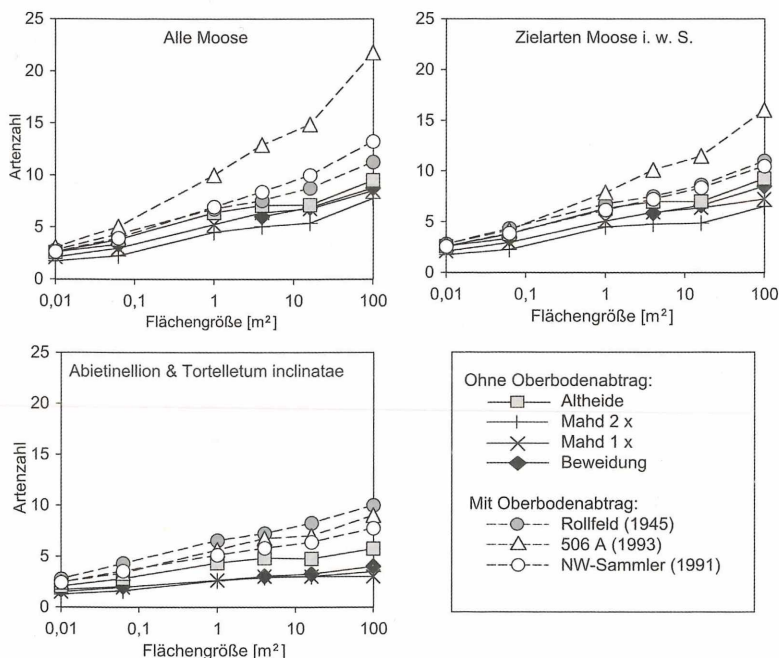 Alle Moose
Artenzahl
25
20
15
10
5
0
0,01
0,1
1
10
100
Flächengröße [m²]
Zielarten Moose i. w. S.
25
20
15
10
5
0
0,01
0,1
1
10
100
Flächengröße [m²]
Abietinellion & Tortelletum inclinatae
Artenzahl
25
20
15
10
5
0
0,01
0,1
1
10
100
Flächengröße [m²]
Ohne Oberbodenabtrag:
Altheide
Mahd 2 x
Mahd 1 x
Beweidung
Mit Oberbodenabtrag:
Rollfeld (1945)
506 A (1993)
NW-Sammler (1991)